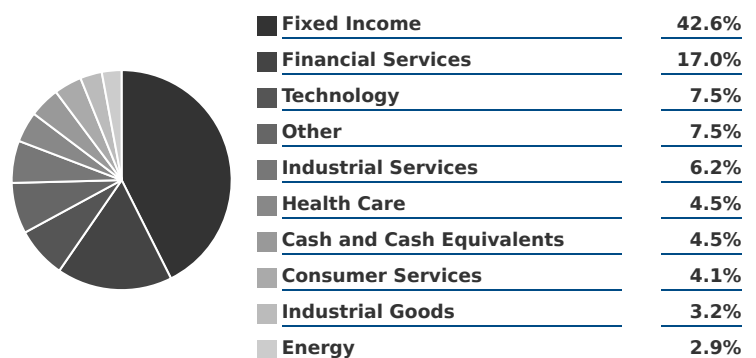 Fixed Income 42.6%
Financial Services 17.0%
Technology 7.5%
Other 7.5%
Industrial Services 6.2%
Health Care 4.5%
Cash and Cash Equivalents 4.5%
Consumer Services 4.1%
Industrial Goods 3.2%
Energy 2.9%